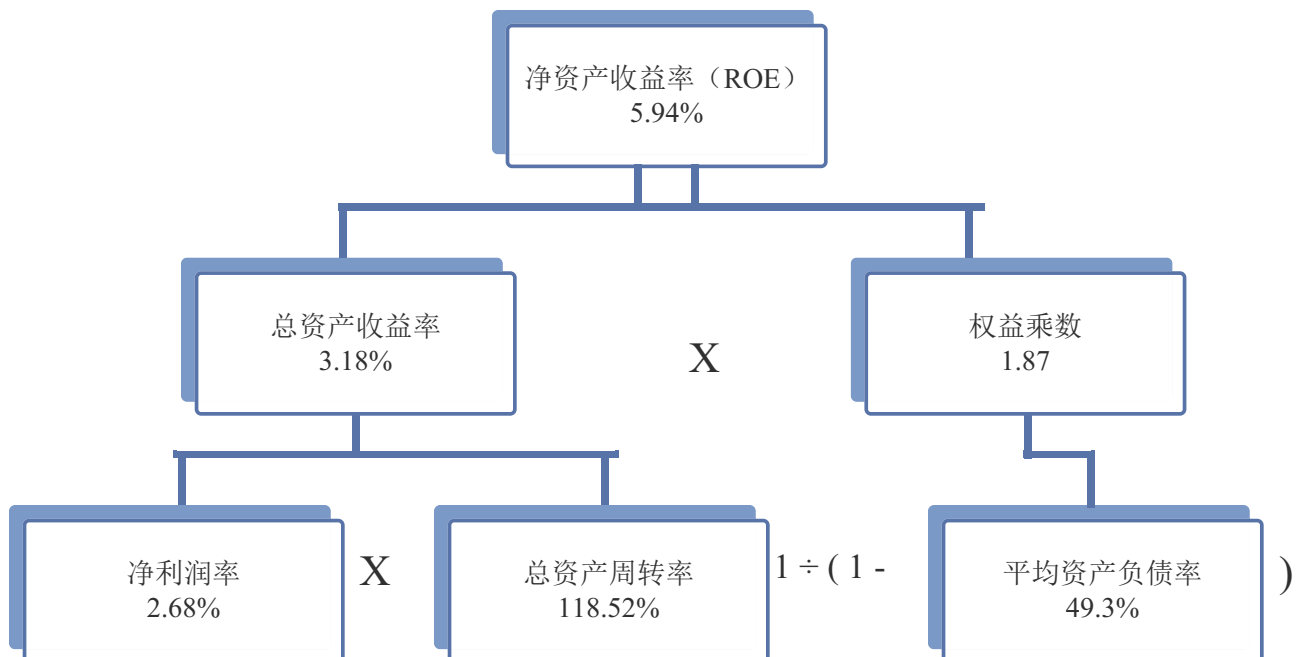 净资产收益率（ROE）
5.94%
总资产收益率
3.18%
X
权益乘数
1.87
净利润率
2.68%
X
总资产周转率
118.52%
1 ÷ ( 1 -
平均资产负债率
49.3%
)